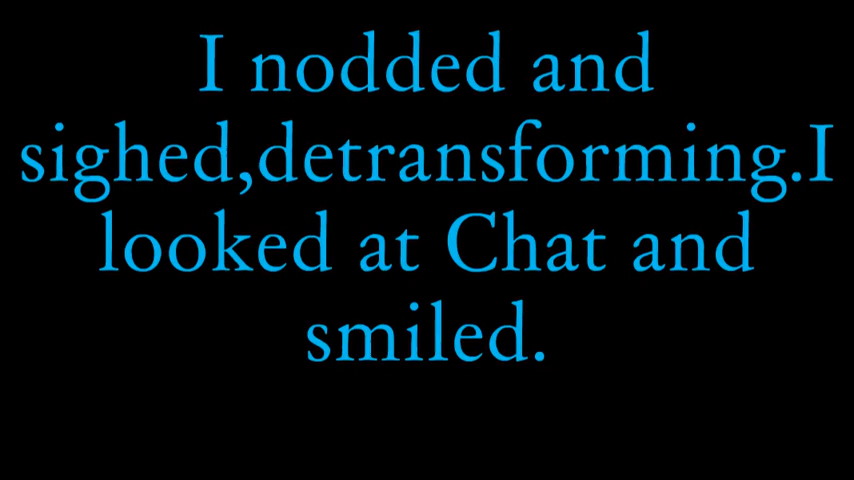 I nodded and
sighed,detransforming.I
looked at Chat and
smiled.